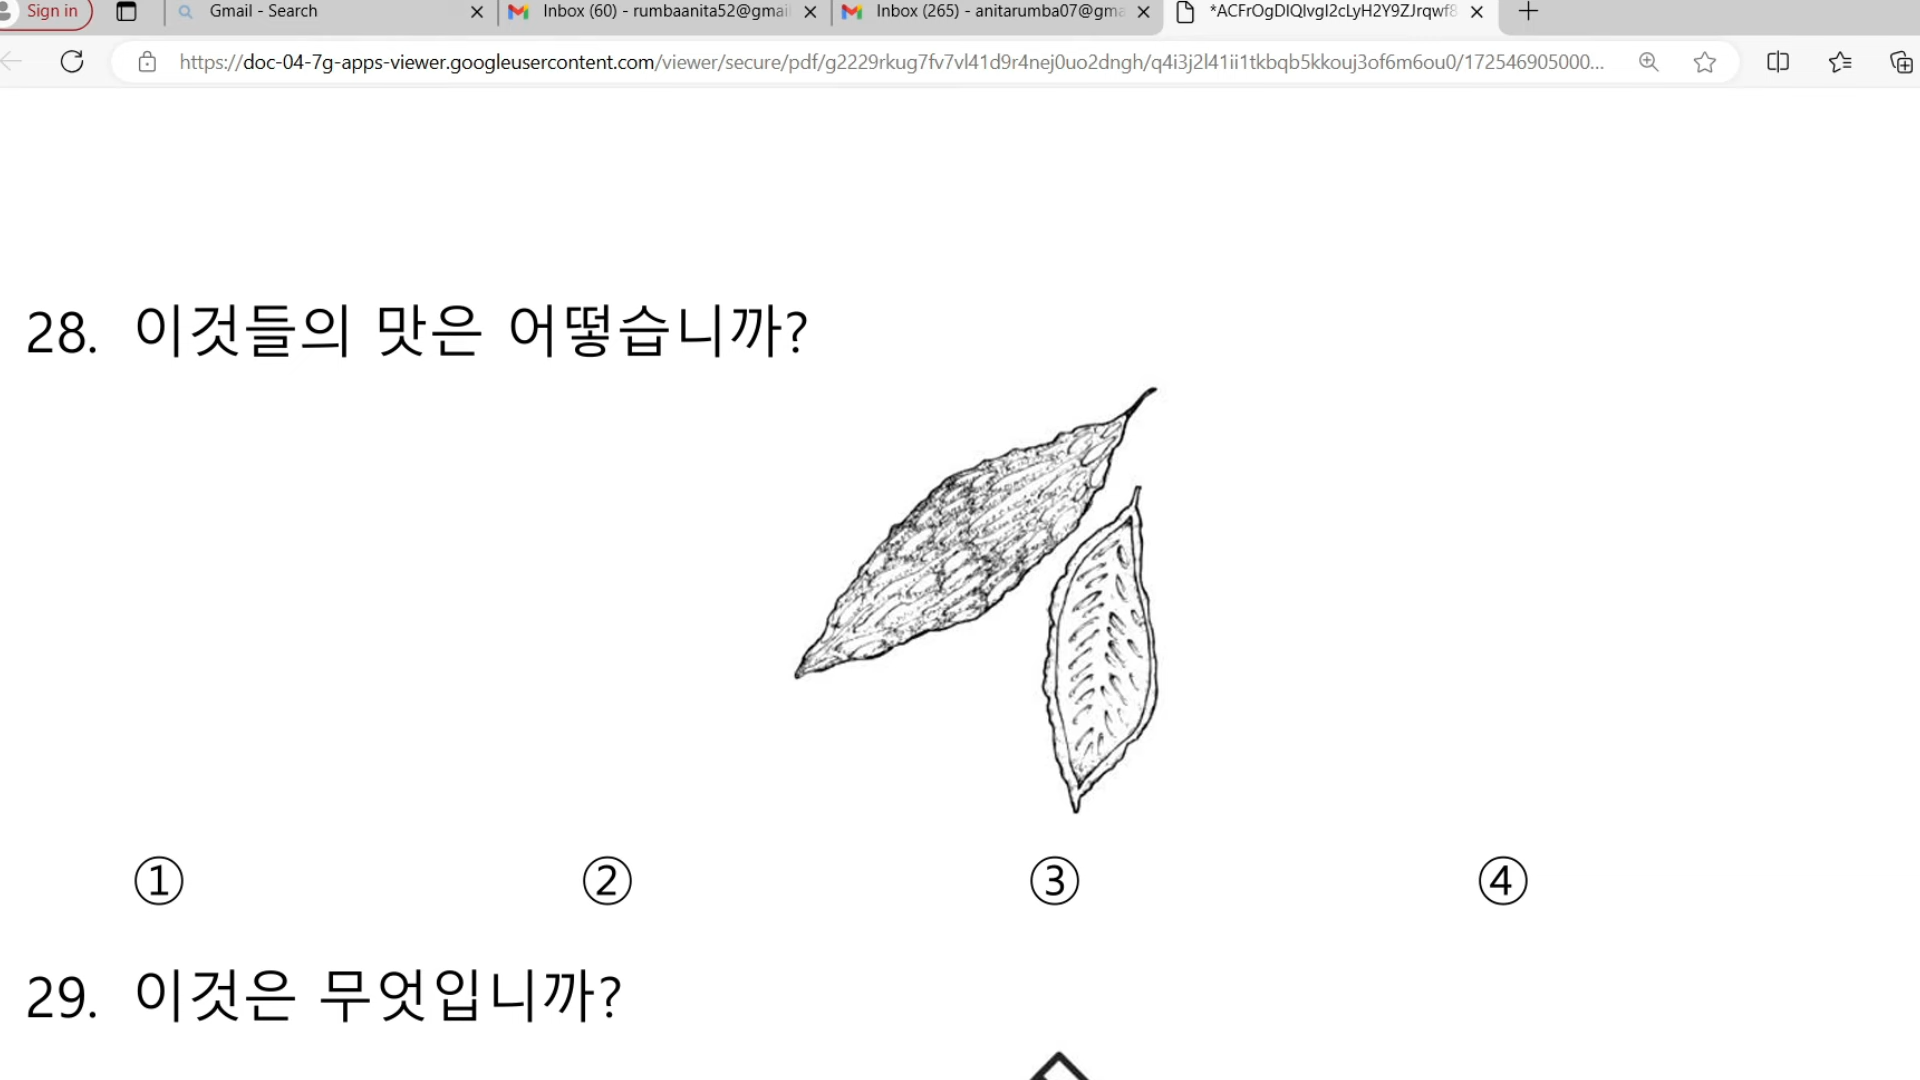 Sign in
Gmail - Search
Inbox (60) - rumbaanita52@gmai
Inbox (265) - anitarumba07@gma
*ACFrOgDIQIvgI2cLyH2Y9ZJrqwf8
https://doc-04-7g-apps-viewer.googleusercontent.com/viewer/secure/pdf/g2229rkug7fv7vl41d9r4nej0uo2dngh/q4i3j2l41ii1tkbqb5kkouj3of6m6ou0/172546905000...
28. 이것들의 맛은 어떻습니까?
① ② ③ ④
29. 이것은 무엇입니까?